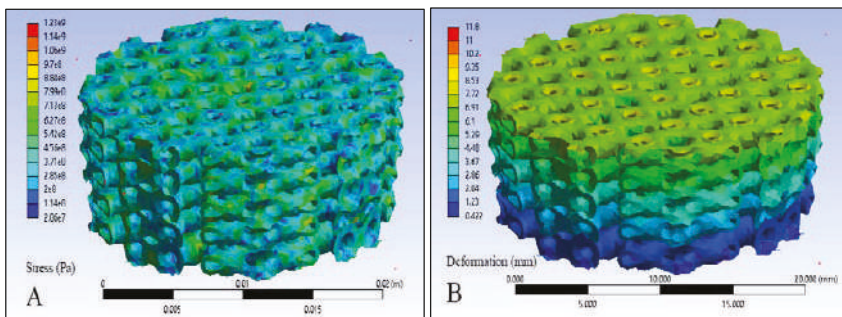 1.21e9
1.14e9
1.06e9
9.7e8
8.84e8
7.99e8
7.13e8
6.27e8
5.42e8
4.56e8
3.71e8
2.85e8
2e8
1.14e8
2.06e7
Stress (Pa)
A
0
0.01
0.02 (m)
0.005
0.015
11.8
11
10.2
9.35
8.53
7.72
6.91
6.1
5.29
4.48
3.67
2.86
2.04
1.23
0.422
Deformation (mm)
B
0.000
10.000
20.000 (mm)
5.000
15.000